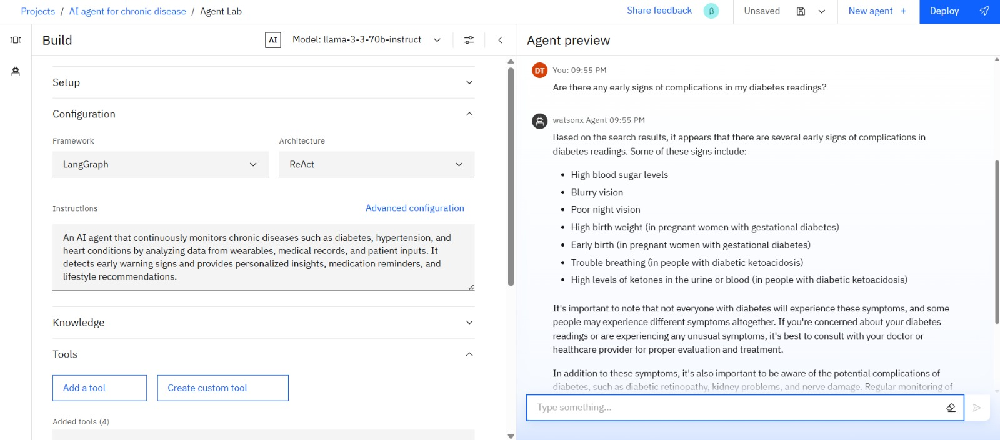 Projects / AI agent for chronic disease / Agent Lab
Share feedback β Unsaved New agent + Deploy
Build AI Model: llama-3-3-70b-instruct
Setup
Configuration
Framework Architecture
LangGraph ReAct
Instructions Advanced configuration
An AI agent that continuously monitors chronic diseases such as diabetes, hypertension, and
heart conditions by analyzing data from wearables, medical records, and patient inputs. It
detects early warning signs and provides personalized insights, medication reminders, and
lifestyle recommendations.
Knowledge
Tools
Add a tool Create custom tool
Added tools (4)
Agent preview
DT You: 09:55 PM
Are there any early signs of complications in my diabetes readings?
watsonx Agent 09:55 PM
Based on the search results, it appears that there are several early signs of complications in
diabetes readings. Some of these signs include:
• High blood sugar levels
• Blurry vision
• Poor night vision
• High birth weight (in pregnant women with gestational diabetes)
• Early birth (in pregnant women with gestational diabetes)
• Trouble breathing (in people with diabetic ketoacidosis)
• High levels of ketones in the urine or blood (in people with diabetic ketoacidosis)
It's important to note that not everyone with diabetes will experience these symptoms, and some
people may experience different symptoms altogether. If you're concerned about your diabetes
readings or are experiencing any unusual symptoms, it's best to consult with your doctor or
healthcare provider for proper evaluation and treatment.
In addition to these symptoms, it's also important to be aware of the potential complications of
diabetes, such as diabetic retinopathy, kidney problems, and nerve damage. Regular monitoring of
Type something...